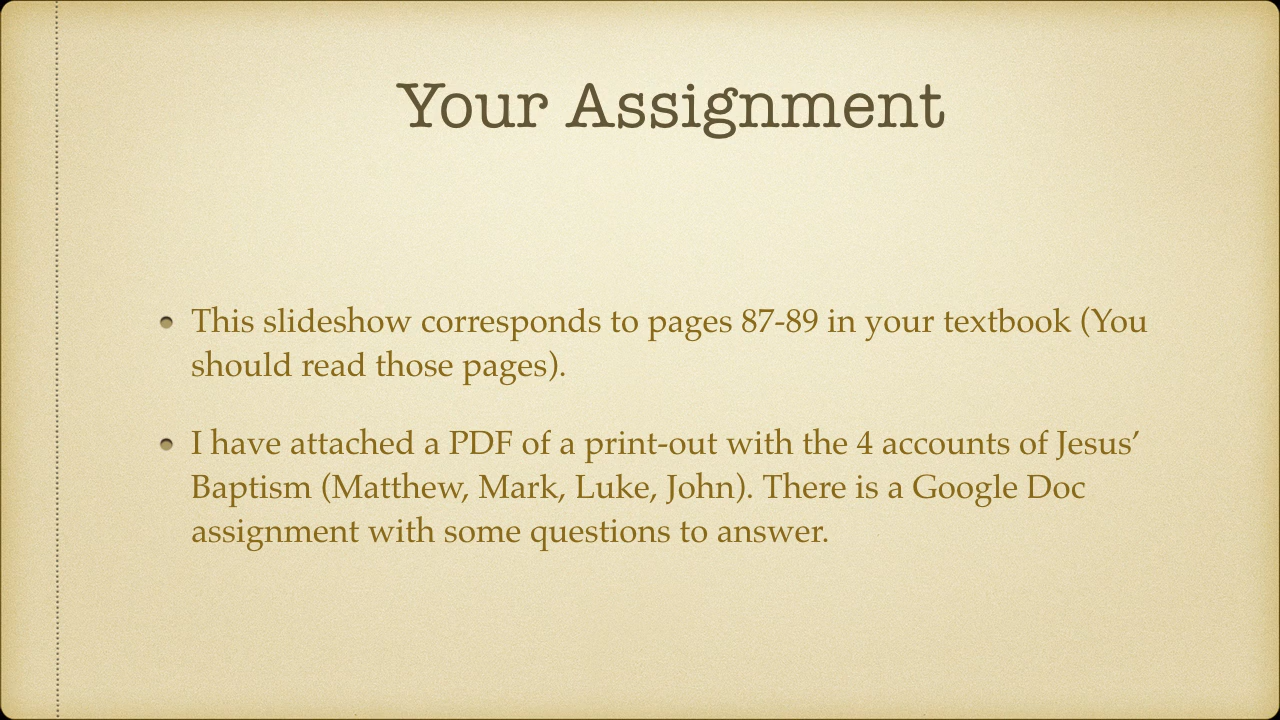 Your Assignment
• This slideshow corresponds to pages 87-89 in your textbook (You
should read those pages).
• I have attached a PDF of a print-out with the 4 accounts of Jesus’
Baptism (Matthew, Mark, Luke, John). There is a Google Doc
assignment with some questions to answer.